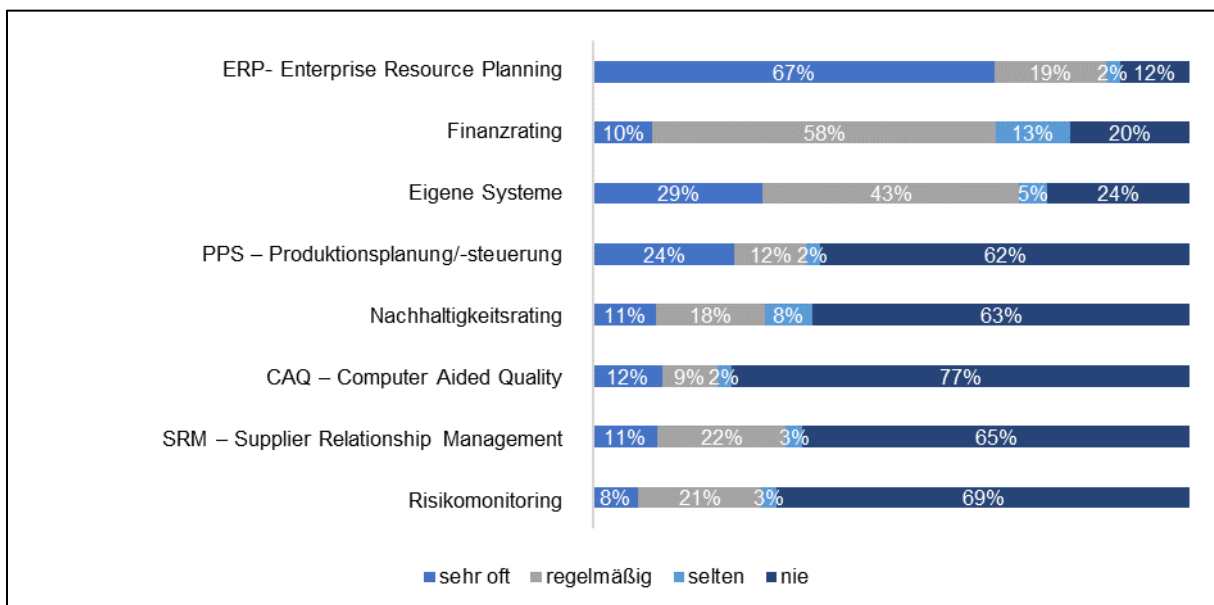 ERP- Enterprise Resource Planning 67% 19% 2% 12%
Finanzrating 10% 58% 13% 20%
Eigene Systeme 29% 43% 5% 24%
PPS – Produktionsplanung/-steuerung 24% 12% 2% 62%
Nachhaltigkeitsrating 11% 18% 8% 63%
CAQ – Computer Aided Quality 12% 9% 2% 77%
SRM – Supplier Relationship Management 11% 22% 3% 65%
Risikomonitoring 8% 21% 3% 69%
sehr oft regelmäßig selten nie